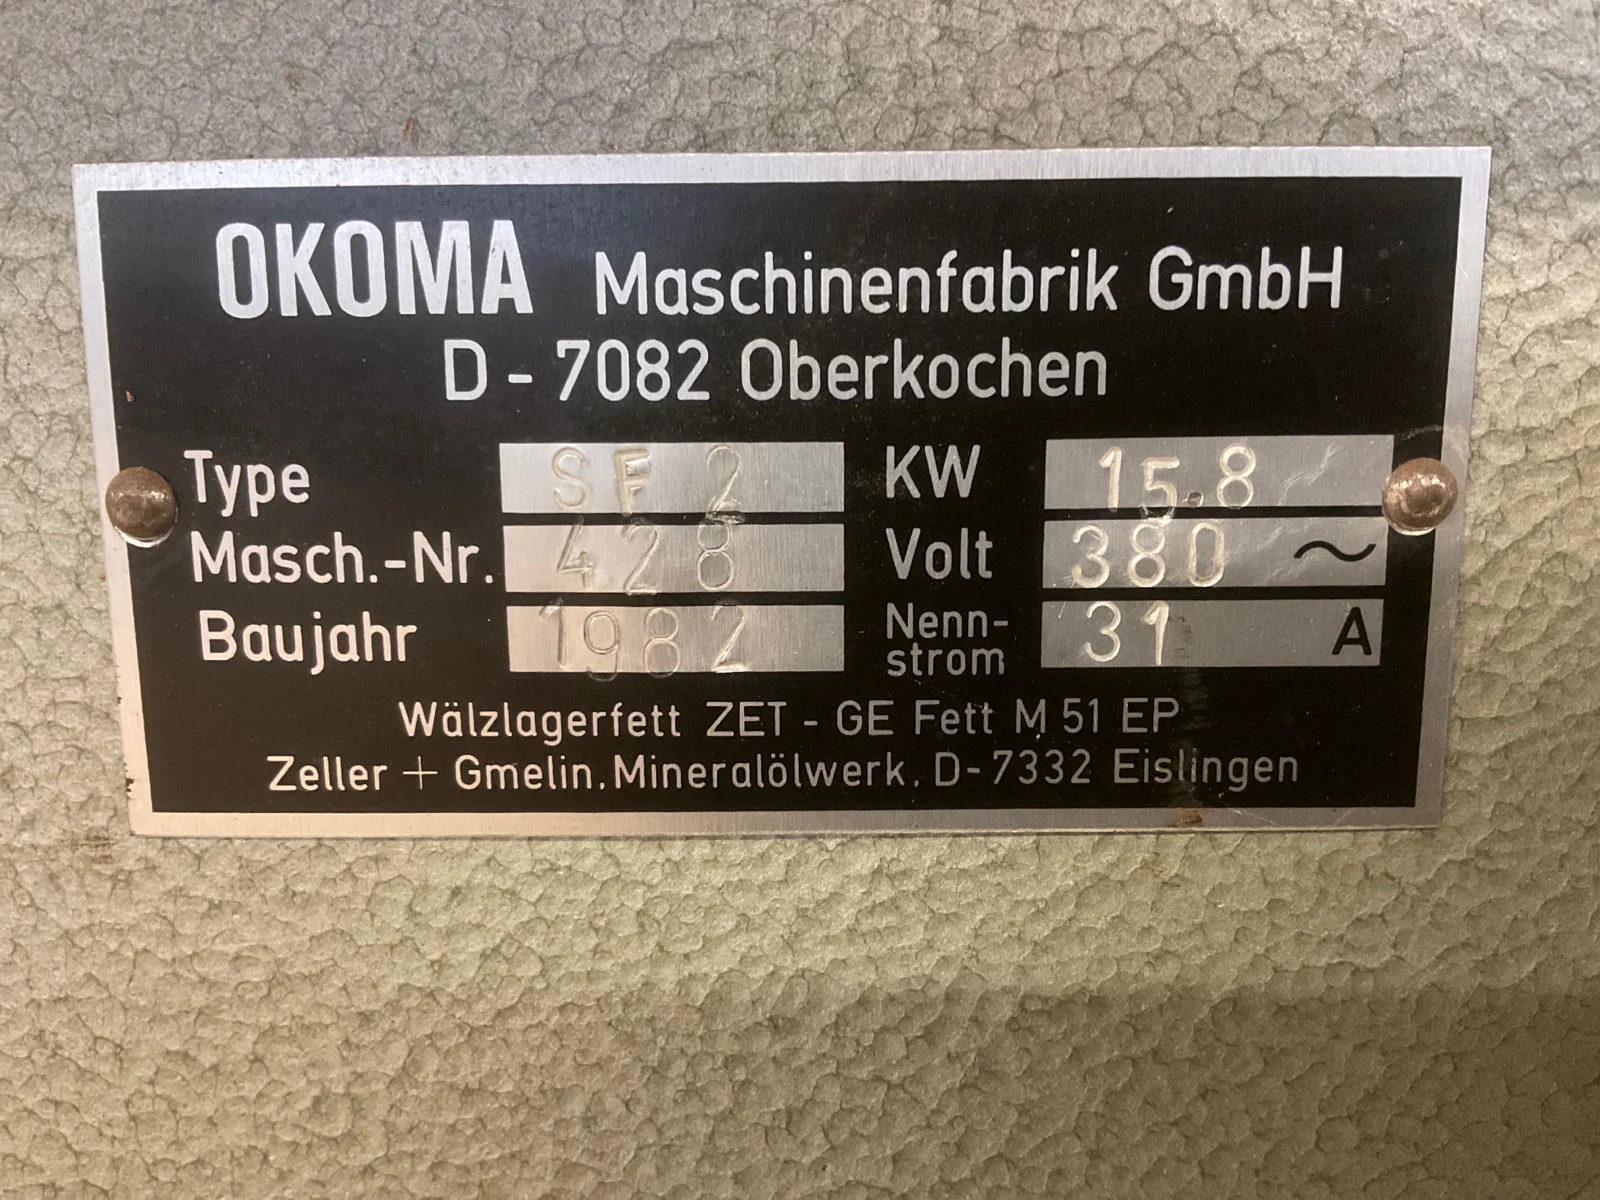 OKOMA Maschinenfabrik GmbH
D - 7082 Oberkochen
Type SF 2 KW 15.8
Masch.-Nr. 428 Volt 380 ~
Baujahr 1982 Nenn-strom 31 A
Wälzlagerfett ZET - GE Fett M 51 EP
Zeller + Gmelin, Mineralölwerk, D-7332 Eislingen